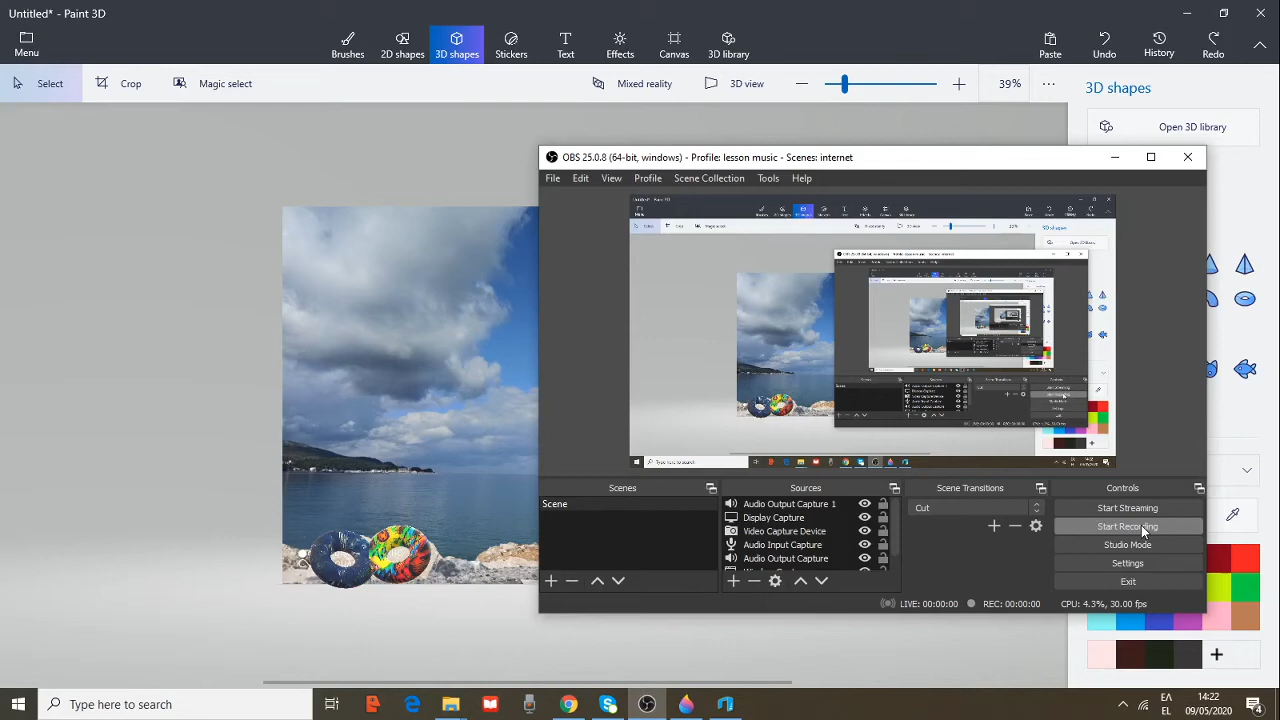 Untitled* - Paint 3D
Menu
Brushes
2D shapes
3D shapes
Stickers
Text
Effects
Canvas
3D library
Paste
Undo
History
Redo
Select
Crop
Magic select
Mixed reality
3D view
39%
3D shapes
Open 3D library
OBS 25.0.8 (64-bit, windows) - Profile: lesson music - Scenes: internet
File Edit View Profile Scene Collection Tools Help
Scenes
Sources
Scene Transitions
Controls
Scene
Audio Output Capture 1
Display Capture
Video Capture Device
Audio Input Capture
Audio Output Capture
Window Capture
Cut
Start Streaming
Start Recording
Studio Mode
Settings
Exit
LIVE: 00:00:00
REC: 00:00:00
CPU: 4.3%, 30.00 fps
Type here to search
ΕΛ
EL
14:22
09/05/2020
4